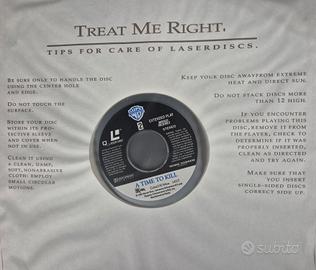 TREAT ME RIGHT.
TIPS FOR CARE OF LASERDISCS.
BE SURE ONLY TO HANDLE THE DISC
USING THE CENTER HOLE
AND EDGE.
DO NOT TOUCH THE
SURFACE.
STORE YOUR DISC
WITHIN ITS PRO-
TECTIVE SLEEVE
AND COVER WHEN
NOT IN USE.
CLEAN IT USING
A CLEAN, DAMP,
SOFT, NONABRASIVE
CLOTH; EMPLOY
SMALL CIRCULAR
MOTIONS.
KEEP YOUR DISC AWAY FROM EXTREME
HEAT AND DIRECT SUN.
DO NOT STACK DISCS MORE
THAN 12 HIGH.
IF YOU ENCOUNTER
PROBLEMS PLAYING THIS
DISC, REMOVE IT FROM
THE PLAYER, CHECK TO
DETERMINE IF IT WAS
PROPERLY INSERTED,
CLEAN AS DIRECTED
AND TRY AGAIN.
MAKE SURE THAT
YOU INSERT
SINGLE-SIDED DISCS
CORRECT SIDE UP.
EXTENDED PLAY
STEREO
A TIME TO KILL
subito